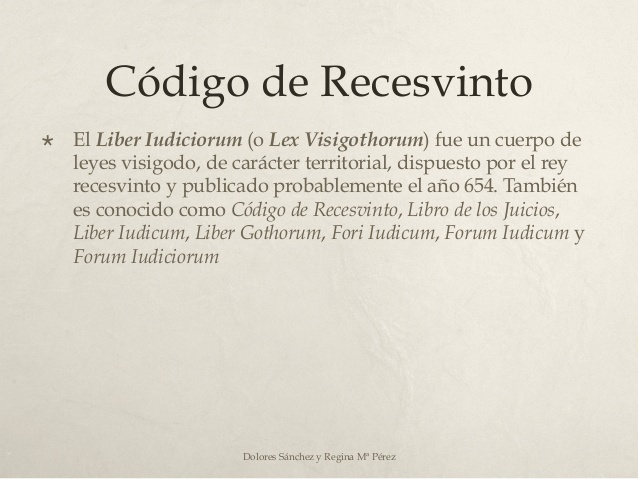 Código de Recesvinto
* El Liber Iudiciorum (o Lex Visigothorum) fue un cuerpo de
leyes visigodo, de carácter territorial, dispuesto por el rey
recesvinto y publicado probablemente el año 654. También
es conocido como Código de Recesvinto, Libro de los Juicios,
Liber Iudicum, Liber Gothorum, Fori Iudicum, Forum Iudicum y
Forum Iudiciorum
Dolores Sánchez y Regina Mª Pérez